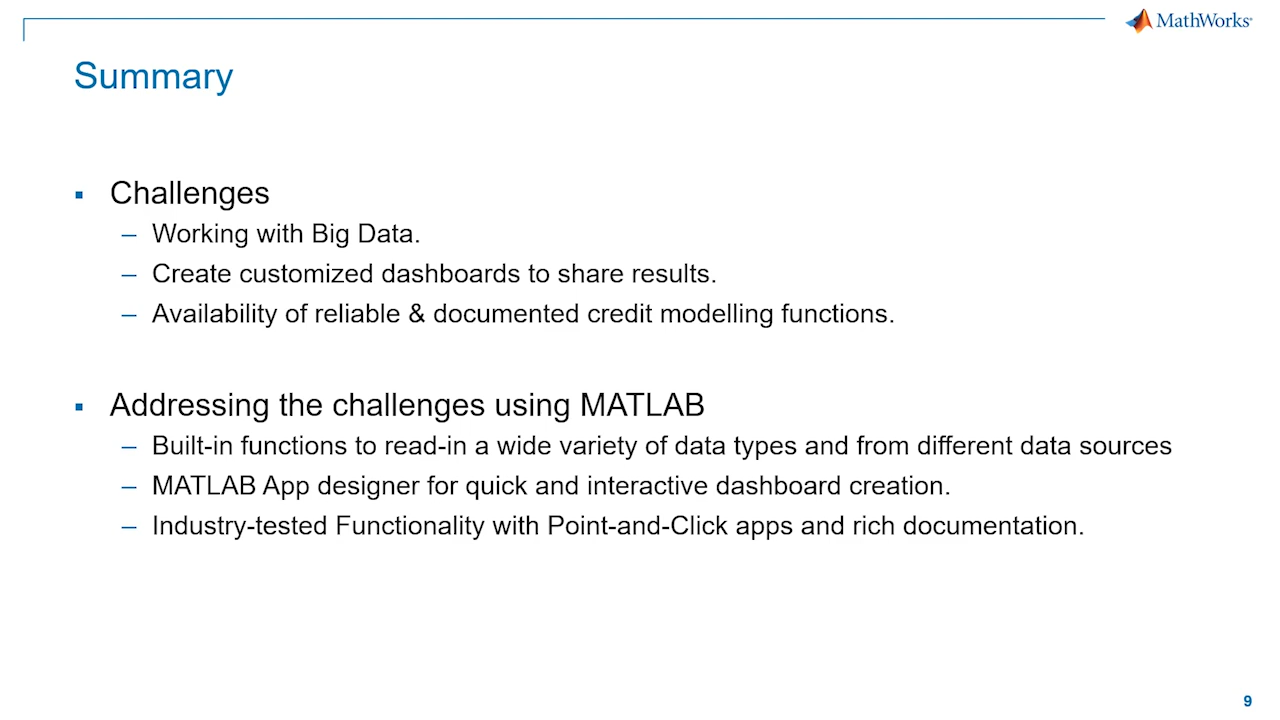 MathWorks®
Summary
▪ Challenges
– Working with Big Data.
– Create customized dashboards to share results.
– Availability of reliable & documented credit modelling functions.
▪ Addressing the challenges using MATLAB
– Built-in functions to read-in a wide variety of data types and from different data sources
– MATLAB App designer for quick and interactive dashboard creation.
– Industry-tested Functionality with Point-and-Click apps and rich documentation.
9